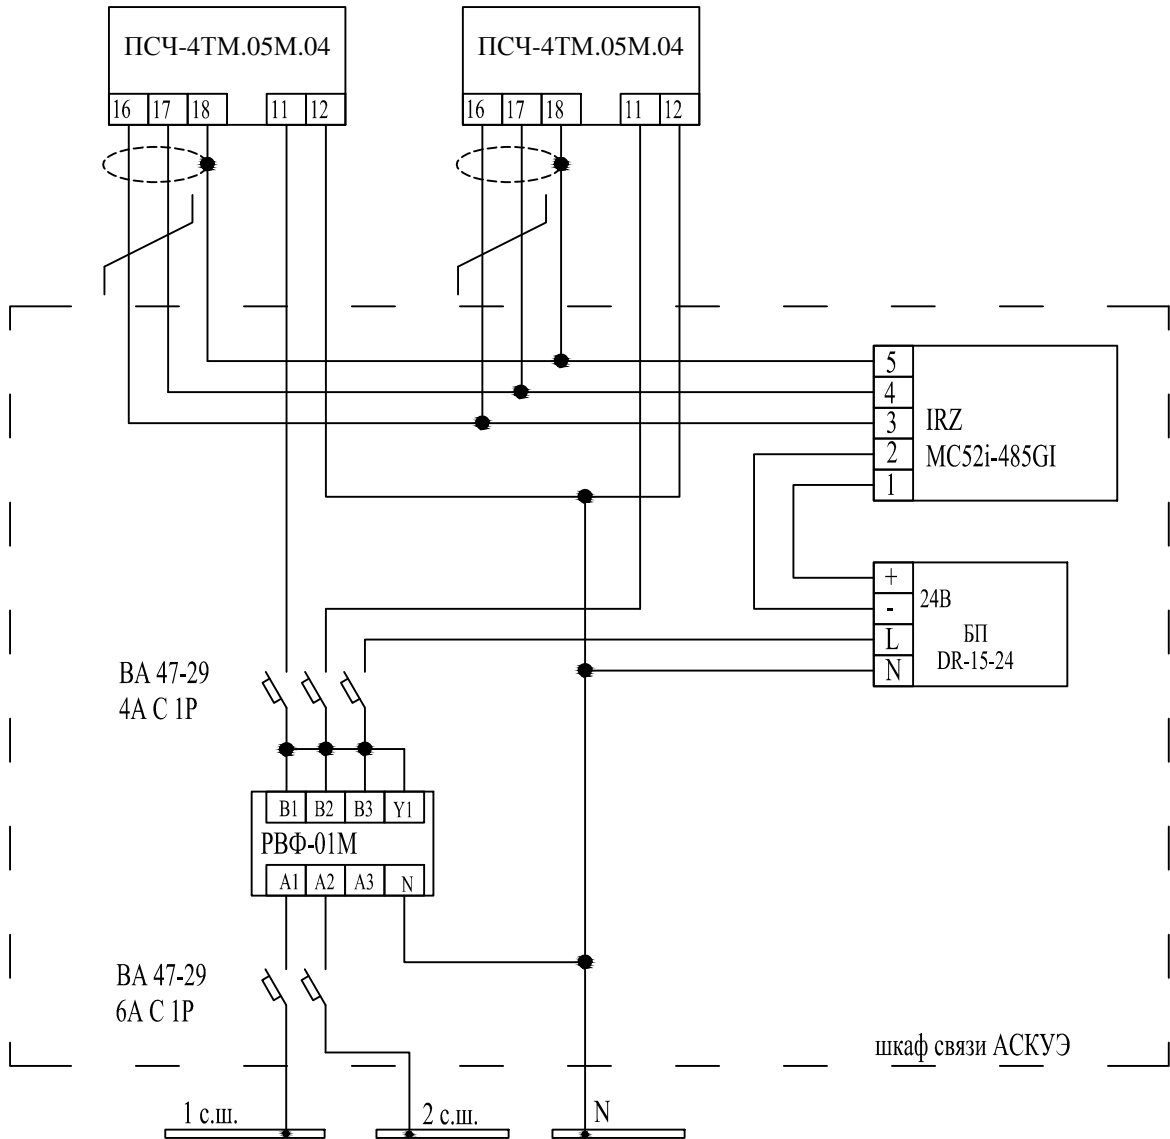 ПСЧ-4ТМ.05М.04
ПСЧ-4ТМ.05М.04
16 17 18 11 12
16 17 18 11 12
5
4
3
2
1
IRZ
MC52i-485GI
+
-
L
N
24В
БП
DR-15-24
ВА 47-29
4А С 1Р
B1 B2 B3 Y1
РВФ-01М
A1 A2 A3 N
ВА 47-29
6А С 1Р
шкаф связи АСКУЭ
1 с.ш.
2 с.ш.
N